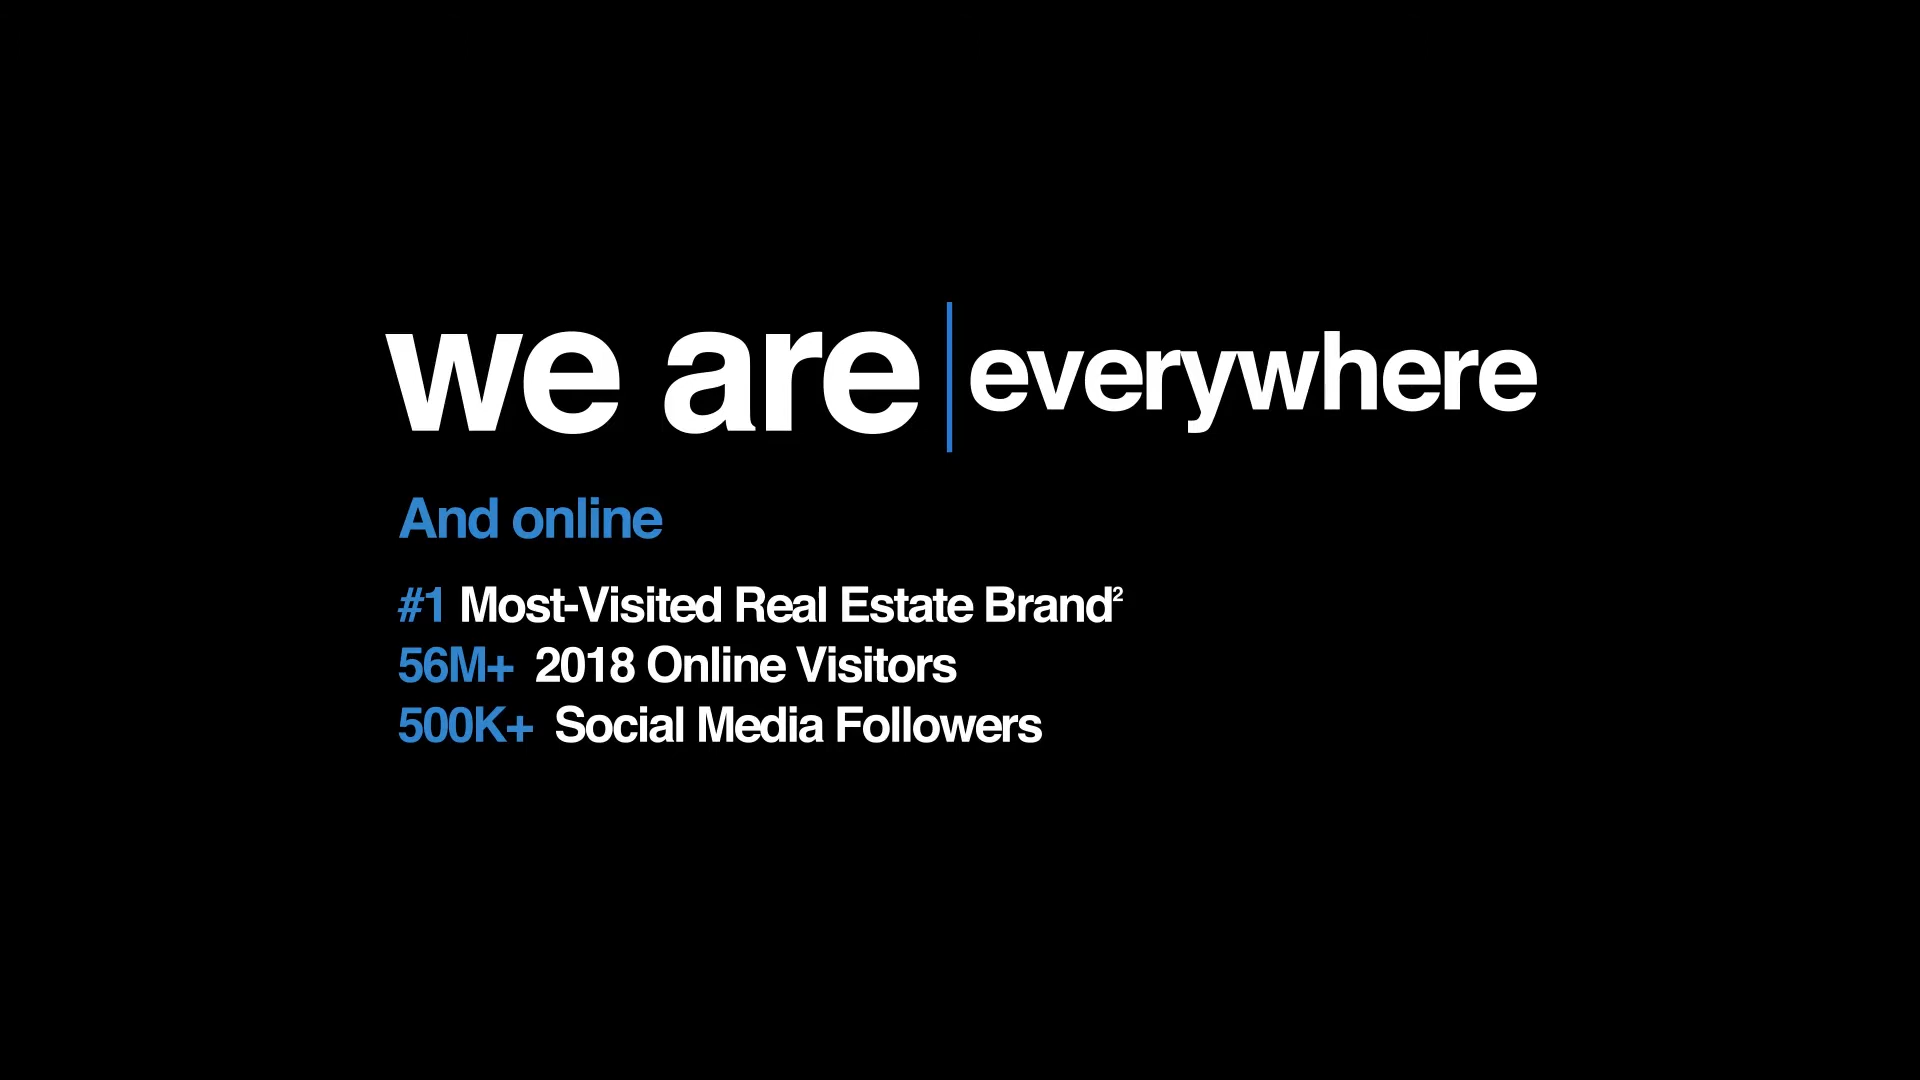 we are everywhere
And online
#1 Most-Visited Real Estate Brand²
56M+ 2018 Online Visitors
500K+ Social Media Followers